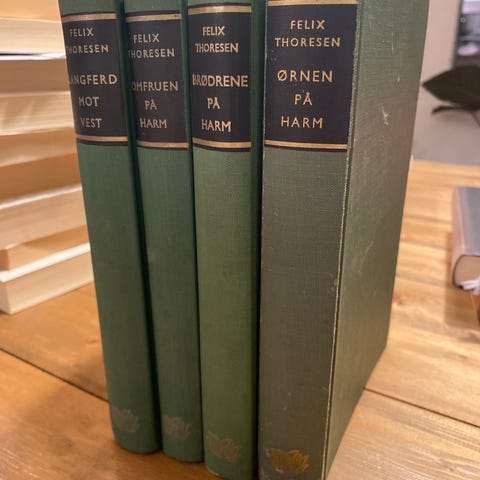 FELIX
THORESEN
LANGFERD
MOT
VEST
FELIX
THORESEN
JOMFRUEN
PÅ
HARM
FELIX
THORESEN
BRØDRENE
PÅ
HARM
FELIX
THORESEN
ØRNEN
PÅ
HARM